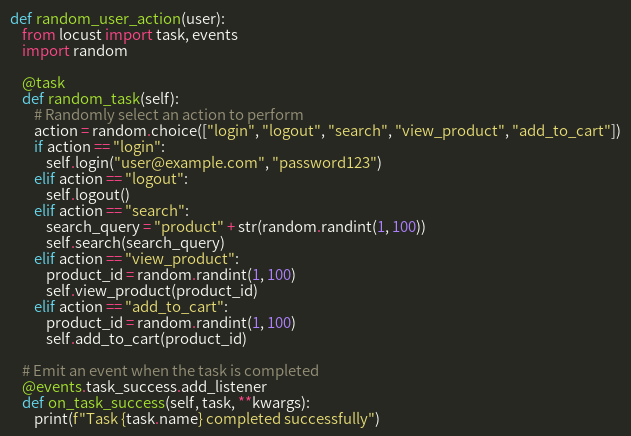 def random_user_action(user):
    from locust import task, events
    import random

    @task
    def random_task(self):
        # Randomly select an action to perform
        action = random.choice(["login", "logout", "search", "view_product", "add_to_cart"])
        if action == "login":
            self.login("user@example.com", "password123")
        elif action == "logout":
            self.logout()
        elif action == "search":
            search_query = "product" + str(random.randint(1, 100))
            self.search(search_query)
        elif action == "view_product":
            product_id = random.randint(1, 100)
            self.view_product(product_id)
        elif action == "add_to_cart":
            product_id = random.randint(1, 100)
            self.add_to_cart(product_id)

    # Emit an event when the task is completed
    @events.task_success.add_listener
    def on_task_success(self, task, **kwargs):
        print(f"Task {task.name} completed successfully")